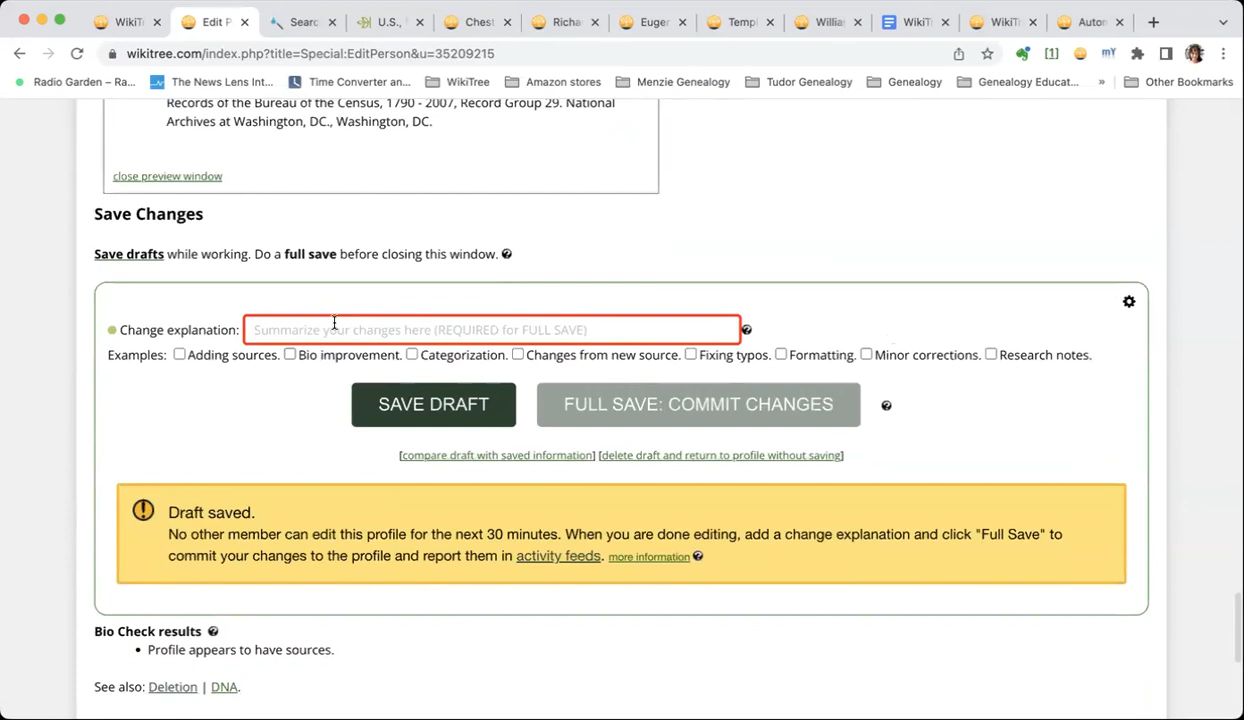 WikiT
Edit P
Searc
U.S.,
Chest
Richa
Euger
Templ
Willia
WikiT
WikiT
Autor
wikitree.com/index.php?title=Special:EditPerson&u=35209215
Radio Garden – Ra...
The News Lens Int...
Time Converter an...
WikiTree
Amazon stores
Menzie Genealogy
Tudor Genealogy
Genealogy
Genealogy Educat...
»
Other Bookmarks
Records of the Bureau of the Census, 1790 - 2007, Record Group 29. National
Archives at Washington, DC., Washington, DC.
close preview window
Save Changes
Save drafts while working. Do a full save before closing this window.
Change explanation: Summarize your changes here (REQUIRED for FULL SAVE)
Examples: Adding sources. Bio improvement. Categorization. Changes from new source. Fixing typos. Formatting. Minor corrections. Research notes.
SAVE DRAFT
FULL SAVE: COMMIT CHANGES
[compare draft with saved information] [delete draft and return to profile without saving]
Draft saved.
No other member can edit this profile for the next 30 minutes. When you are done editing, add a change explanation and click "Full Save" to
commit your changes to the profile and report them in activity feeds. more information
Bio Check results
• Profile appears to have sources.
See also: Deletion | DNA.